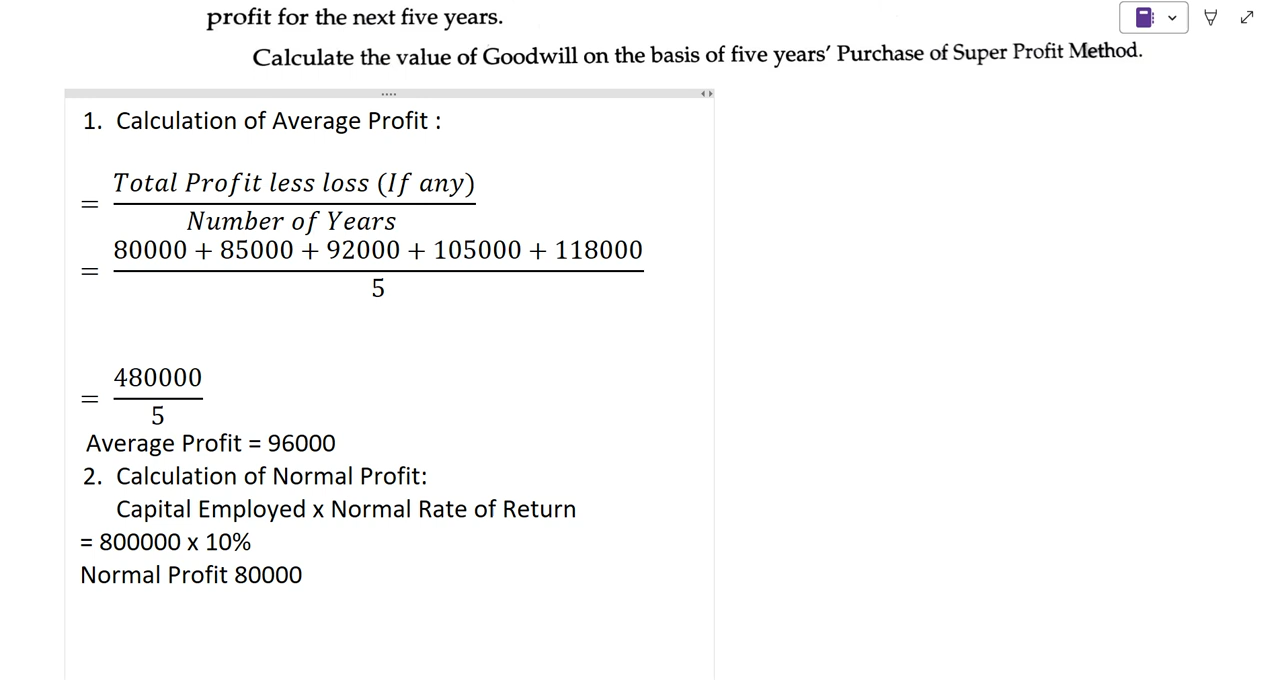 profit for the next five years.
Calculate the value of Goodwill on the basis of five years' Purchase of Super Profit Method.
1. Calculation of Average Profit :
= Total Profit less loss (If any)
Number of Years
= 80000 + 85000 + 92000 + 105000 + 118000
5
= 480000
5
Average Profit = 96000
2. Calculation of Normal Profit:
Capital Employed x Normal Rate of Return
= 800000 x 10%
Normal Profit 80000